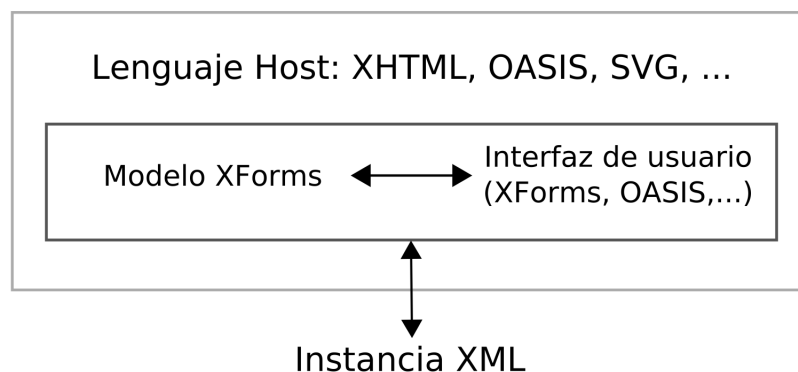 Lenguaje Host: XHTML, OASIS, SVG, ...
Modelo XForms
Interfaz de usuario
(XForms, OASIS,...)
Instancia XML